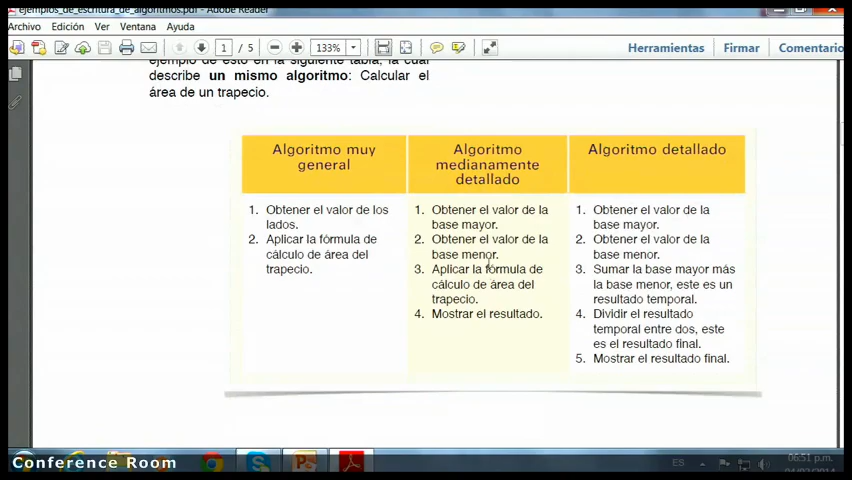 ejemplos_de_escritura_de_algoritmos.pdf - Adobe Reader
Archivo Edición Ver Ventana Ayuda
1 / 5 133% Herramientas Firmar Comentario
ejemplo de esto en la siguiente tabla, la cual
describe un mismo algoritmo: Calcular el
área de un trapecio.
Algoritmo muy
general
1. Obtener el valor de los
lados.
2. Aplicar la fórmula de
cálculo de área del
trapecio.
Algoritmo
medianamente
detallado
1. Obtener el valor de la
base mayor.
2. Obtener el valor de la
base menor.
3. Aplicar la fórmula de
cálculo de área del
trapecio.
4. Mostrar el resultado.
Algoritmo detallado
1. Obtener el valor de la
base mayor.
2. Obtener el valor de la
base menor.
3. Sumar la base mayor más
la base menor, este es un
resultado temporal.
4. Dividir el resultado
temporal entre dos, este
es el resultado final.
5. Mostrar el resultado final.
Conference Room
ES
06:51 p.m.